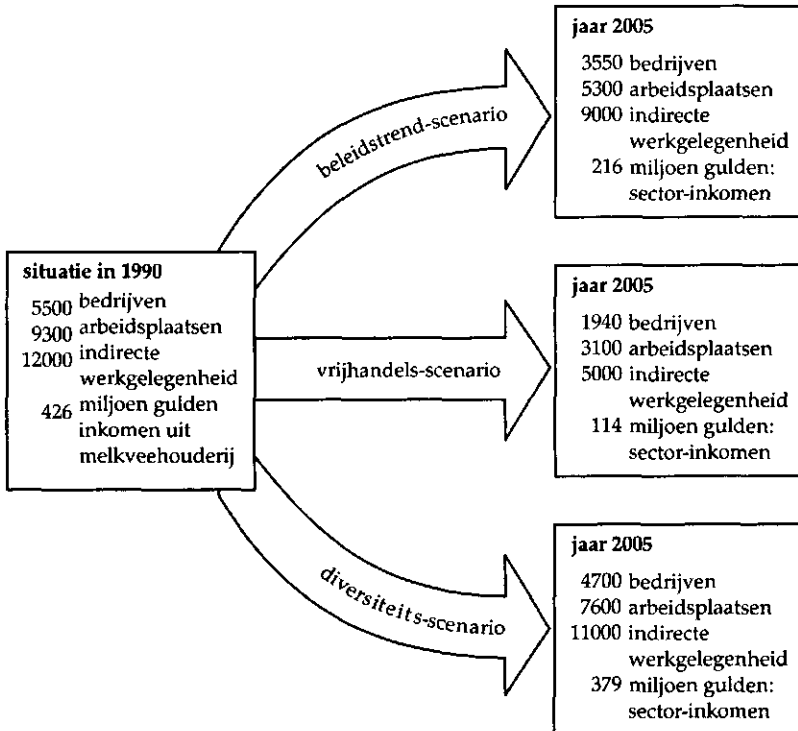 situatie in 1990
5500 bedrijven
9300 arbeidsplaatsen
12000 indirecte
werkgelegenheid
426 miljoen gulden
inkomen uit
melkveehouderij
beleidstrend-scenario
jaar 2005
3550 bedrijven
5300 arbeidsplaatsen
9000 indirecte
werkgelegenheid
216 miljoen gulden:
sector-inkomen
vrijhandels-scenario
jaar 2005
1940 bedrijven
3100 arbeidsplaatsen
5000 indirecte
werkgelegenheid
114 miljoen gulden:
sector-inkomen
diversiteits-scenario
jaar 2005
4700 bedrijven
7600 arbeidsplaatsen
11000 indirecte
werkgelegenheid
379 miljoen gulden:
sector-inkomen